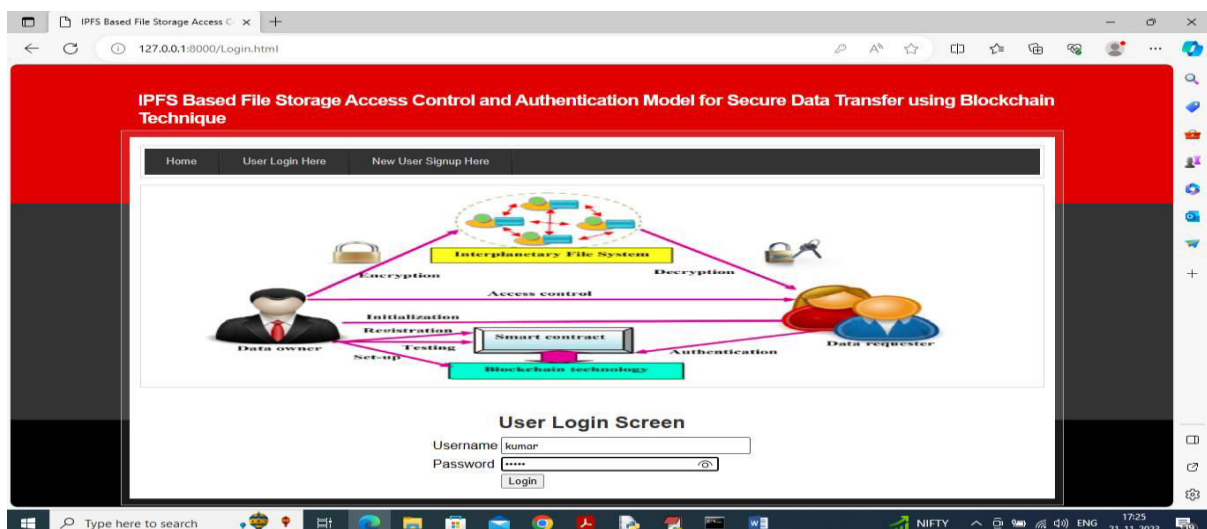 IPFS Based File Storage Access C
127.0.0.1:8000/Login.html
IPFS Based File Storage Access Control and Authentication Model for Secure Data Transfer using Blockchain
Technique
Home User Login Here New User Signup Here
Interplanetary File System
Encryption
Decryption
Access control
Initialization
Registration
Smart contract
Testing
Authentication
Data owner
Data requester
Set-up
Blockchain technology
User Login Screen
Username kumar
Password •••••
Login
Type here to search
NIFTY
ENG
17:25